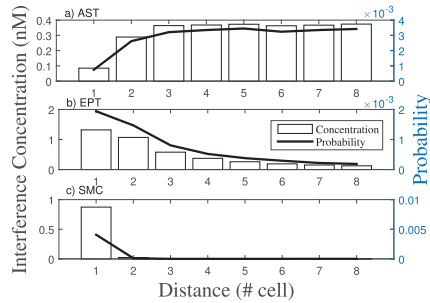 Interference Concentration (nM)
Probability
a) AST
×10⁻³
0.4
0.3
0.2
0.1
0
4
3
2
1
0
1 2 3 4 5 6 7 8
b) EPT
×10⁻³
2
1
0
2
1
0
Concentration
Probability
1 2 3 4 5 6 7 8
c) SMC
1
0.5
0
0.01
0.005
0
1 2 3 4 5 6 7 8
Distance (# cell)